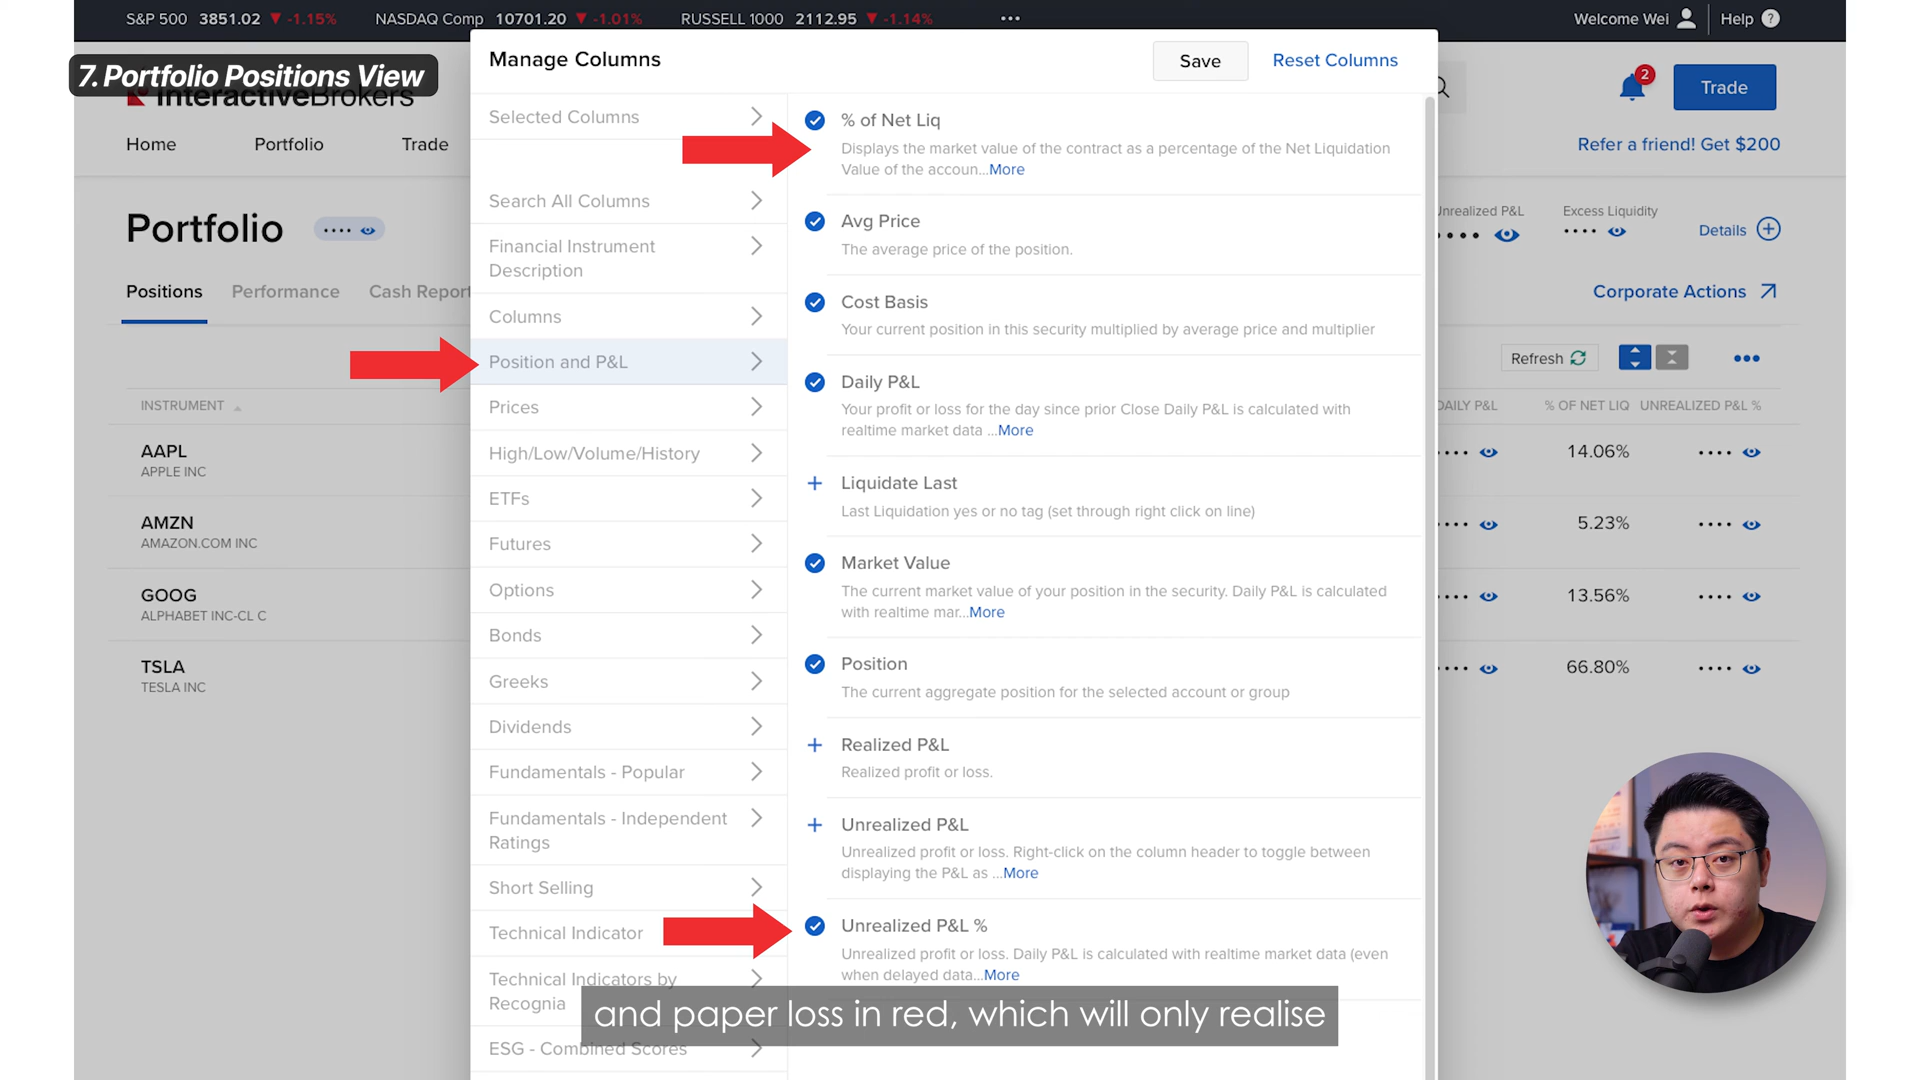 S&P 500 3851.02 -1.15% NASDAQ Comp 10701.20 -1.01% RUSSELL 1000 2112.95 -1.14% ••• Welcome Wei Help ?
7. Portfolio Positions View
InteractiveBrokers
Home Portfolio Trade
2
Trade
Refer a friend! Get $200
Portfolio
Unrealized P&L Excess Liquidity
Details
Positions Performance Cash Report
Corporate Actions
Refresh
INSTRUMENT
DAILY P&L % OF NET LIQ UNREALIZED P&L %
AAPL
APPLE INC
14.06%
AMZN
AMAZON.COM INC
5.23%
GOOG
ALPHABET INC-CL C
13.56%
TSLA
TESLA INC
66.80%
Manage Columns
Save
Reset Columns
Selected Columns
Search All Columns
Financial Instrument
Description
Columns
Position and P&L
Prices
High/Low/Volume/History
ETFs
Futures
Options
Bonds
Greeks
Dividends
Fundamentals - Popular
Fundamentals - Independent
Ratings
Short Selling
Technical Indicator
Technical Indicators by
Recognia
ESG - Combined Scores
% of Net Liq
Displays the market value of the contract as a percentage of the Net Liquidation
Value of the accoun...More
Avg Price
The average price of the position.
Cost Basis
Your current position in this security multiplied by average price and multiplier
Daily P&L
Your profit or loss for the day since prior Close Daily P&L is calculated with
realtime market data ...More
Liquidate Last
Last Liquidation yes or no tag (set through right click on line)
Market Value
The current market value of your position in the security. Daily P&L is calculated
with realtime mar...More
Position
The current aggregate position for the selected account or group
Realized P&L
Realized profit or loss.
Unrealized P&L
Unrealized profit or loss. Right-click on the column header to toggle between
displaying the P&L as ...More
Unrealized P&L %
Unrealized profit or loss. Daily P&L is calculated with realtime market data (even
when delayed data...More
and paper loss in red, which will only realise